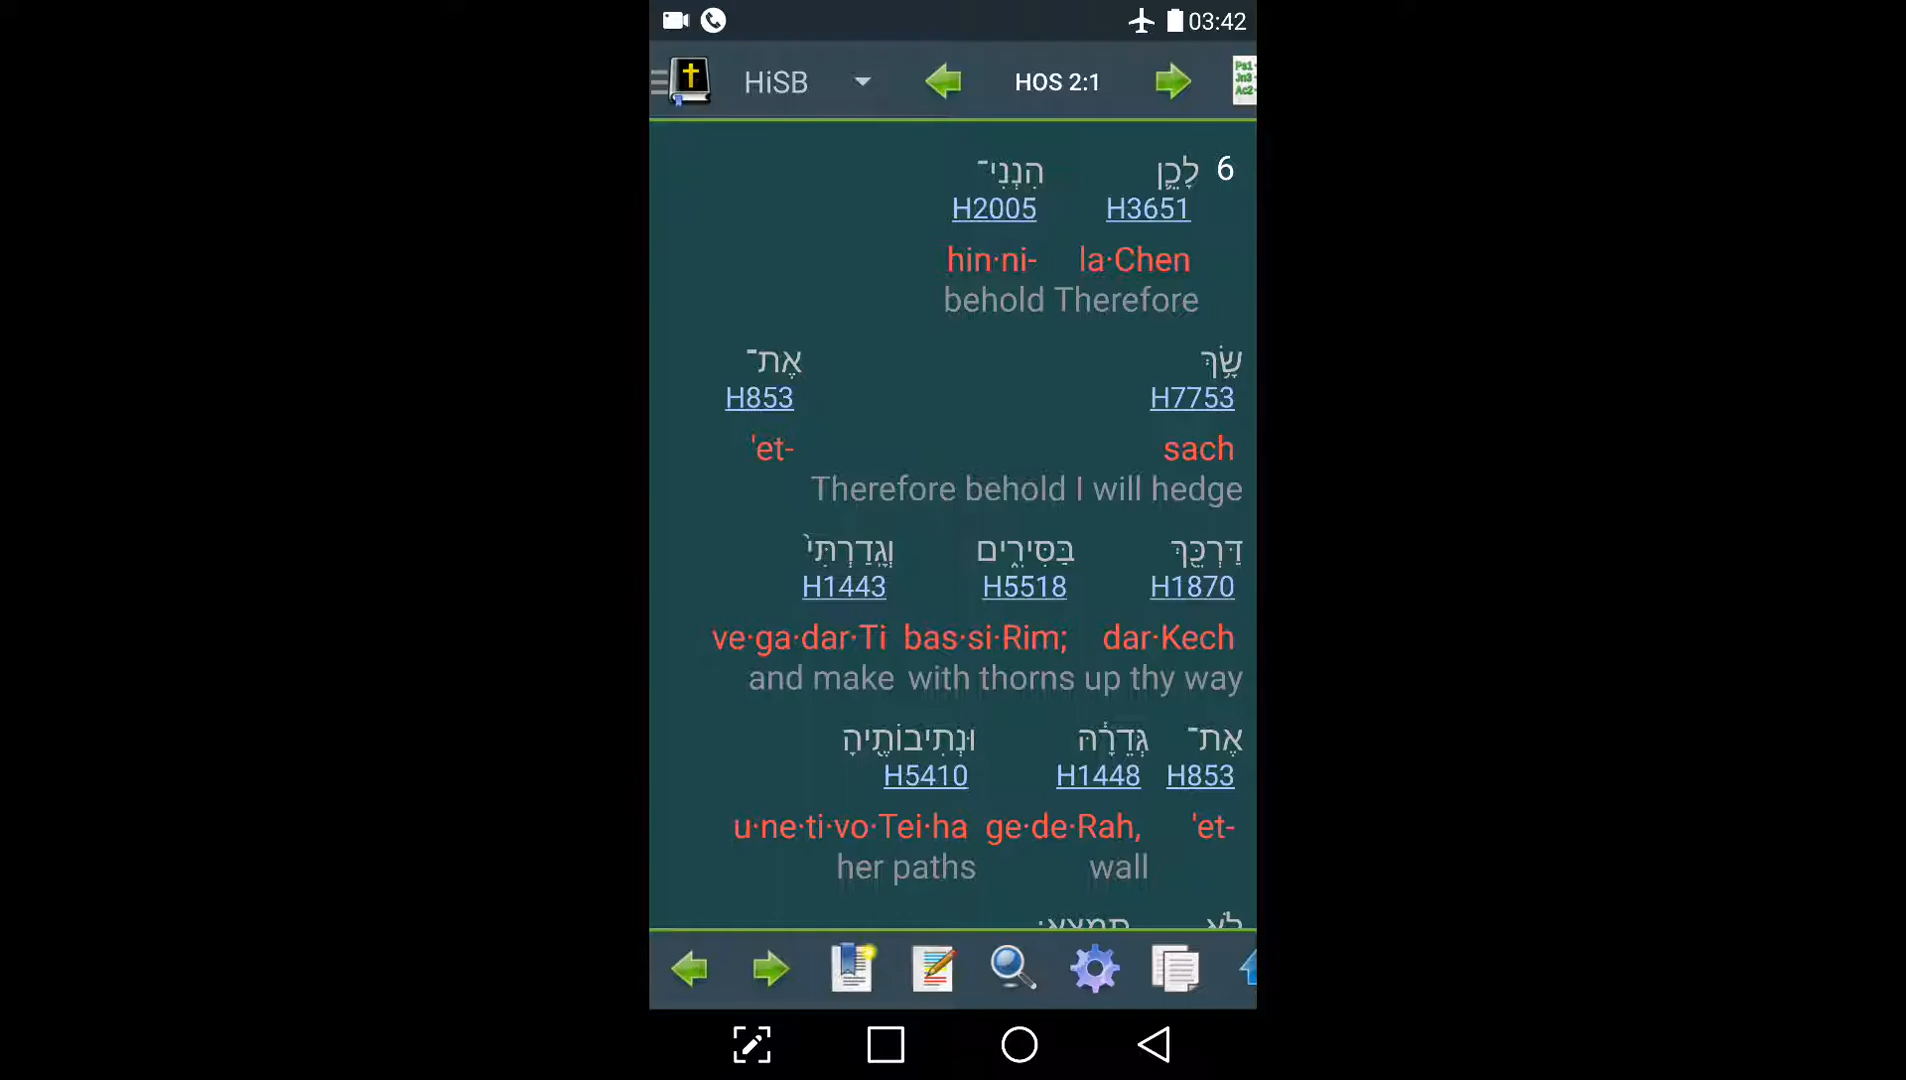 03:42
HiSB HOS 2:1
Ps1-
Jn3-
Ac2-
6 לָכֵ֛ן הִנְנִי־
H3651 H2005
la·Chen hin·ni-
Therefore behold
שָׂ֥ךְ אֶת־
H7753 H853
sach 'et-
Therefore behold I will hedge
דַּרְכֵּ֖ךְ בַּסִּירִ֑ים וְגָֽדַרְתִּי֙
H1870 H5518 H1443
dar·Kech bas·si·Rim; ve·ga·dar·Ti
up thy way with thorns and make
אֶת־ גְּדֵרָ֔הּ וּנְתִיבוֹתֶ֖יהָ
H853 H1448 H5410
'et- ge·de·Rah, u·ne·ti·vo·Tei·ha
wall her paths